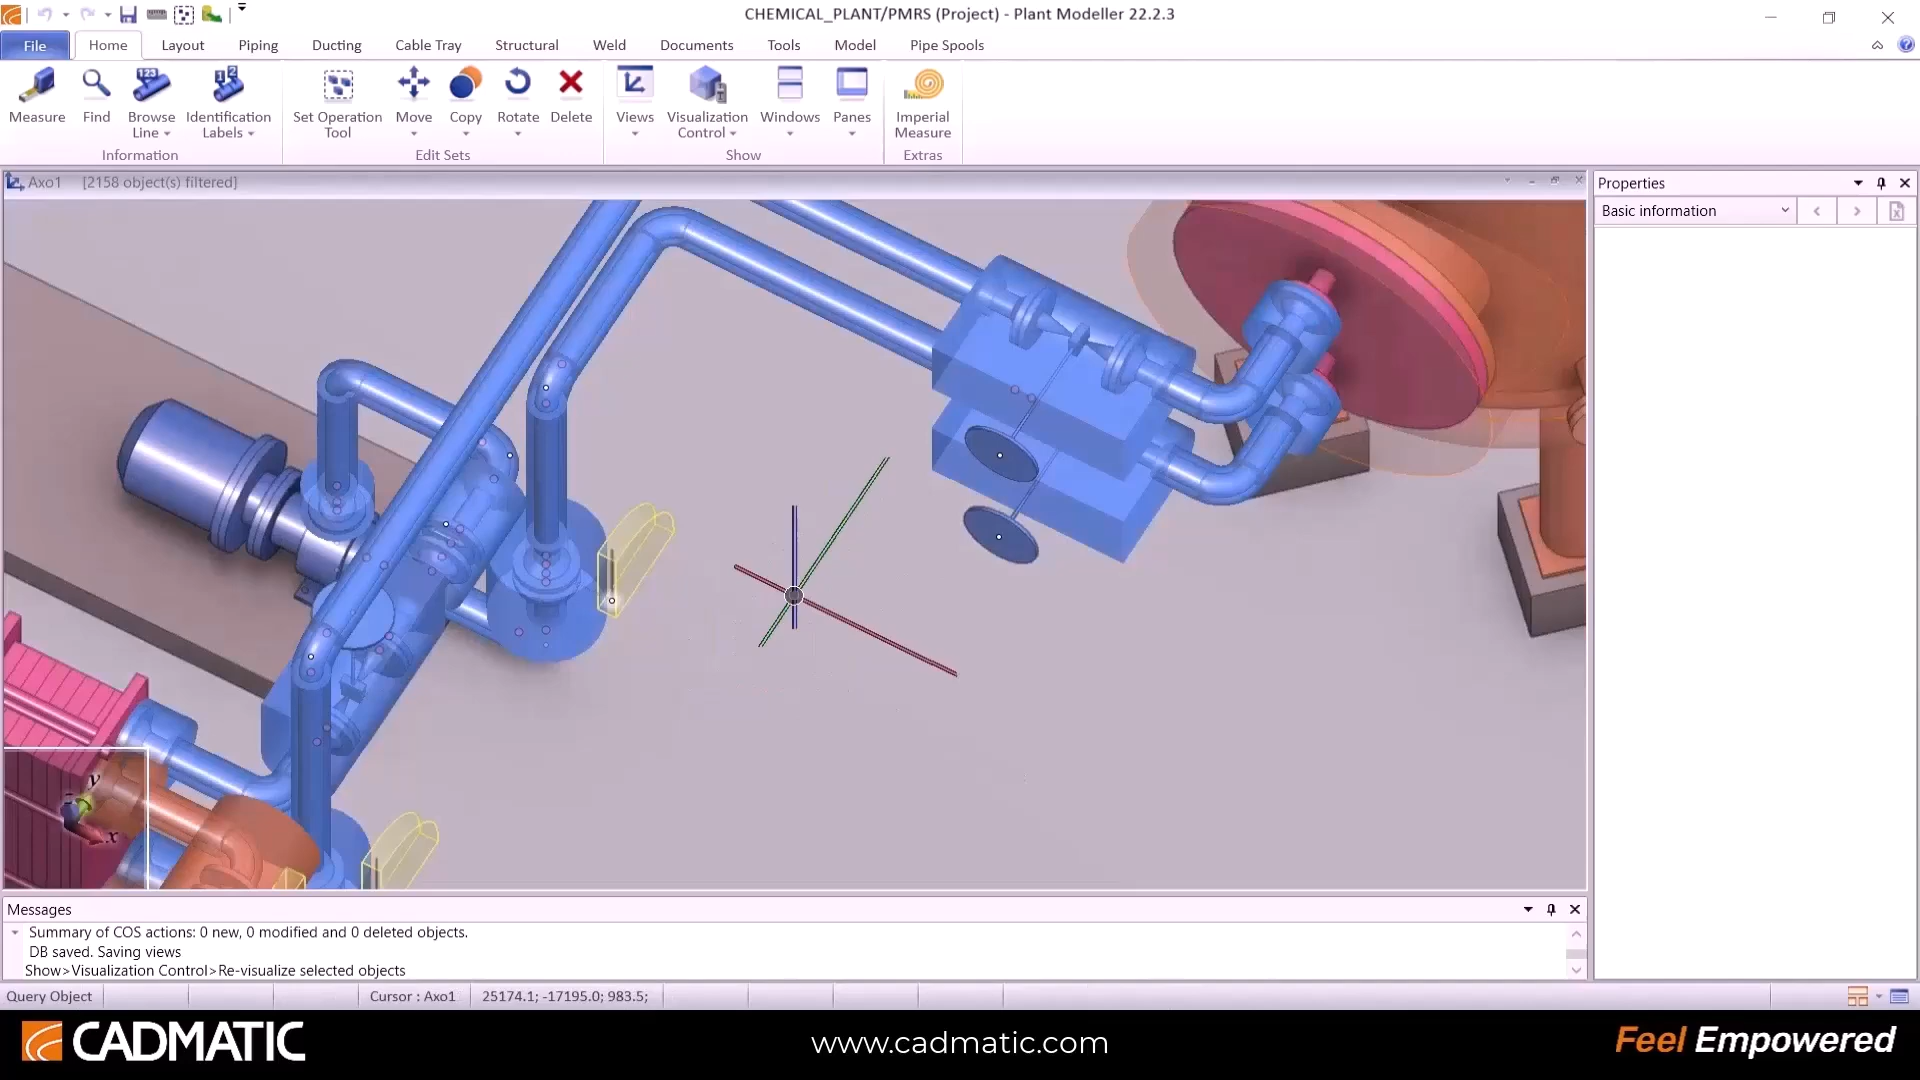 CHEMICAL_PLANT/PMRS (Project) - Plant Modeller 22.2.3
File Home Layout Piping Ducting Cable Tray Structural Weld Documents Tools Model Pipe Spools
Measure Find Browse Line Identification Labels Set Operation Tool Move Copy Rotate Delete Views Visualization Control Windows Panes Imperial Measure
Information Edit Sets Show Extras
Axo1 [2158 object(s) filtered]
Properties
Basic information
y
x
Messages
Summary of COS actions: 0 new, 0 modified and 0 deleted objects.
DB saved. Saving views
Show>Visualization Control>Re-visualize selected objects
Query Object Cursor : Axo1 25174.1; -17195.0; 983.5;
CADMATIC www.cadmatic.com Feel Empowered